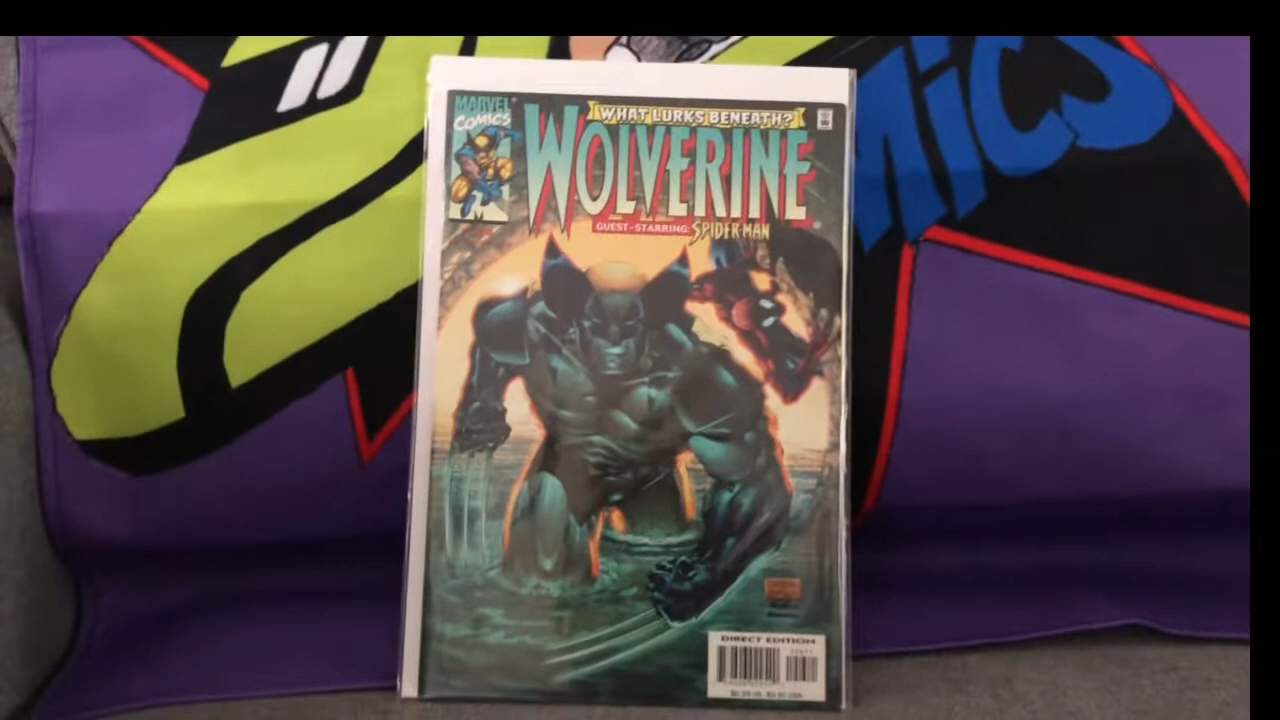 MARVEL
COMICS
WHAT LURKS BENEATH?
WOLVERINE
GUEST-STARRING: SPIDER-MAN
MiCS
DIRECT EDITION